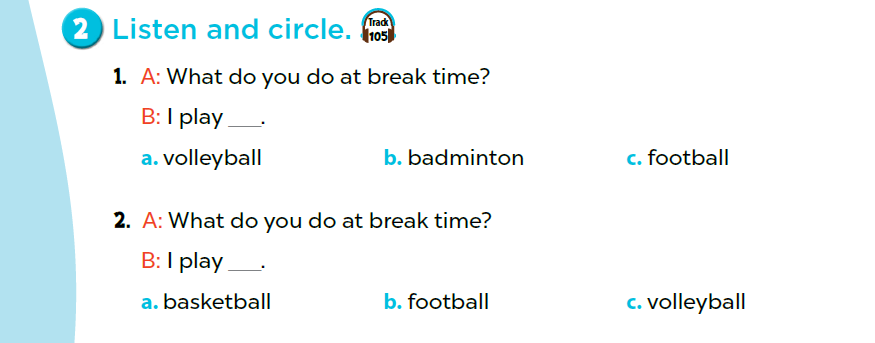 2 Listen and circle. Track 105
1. A: What do you do at break time?
B: I play ___.
a. volleyball b. badminton c. football
2. A: What do you do at break time?
B: I play ___.
a. basketball b. football c. volleyball